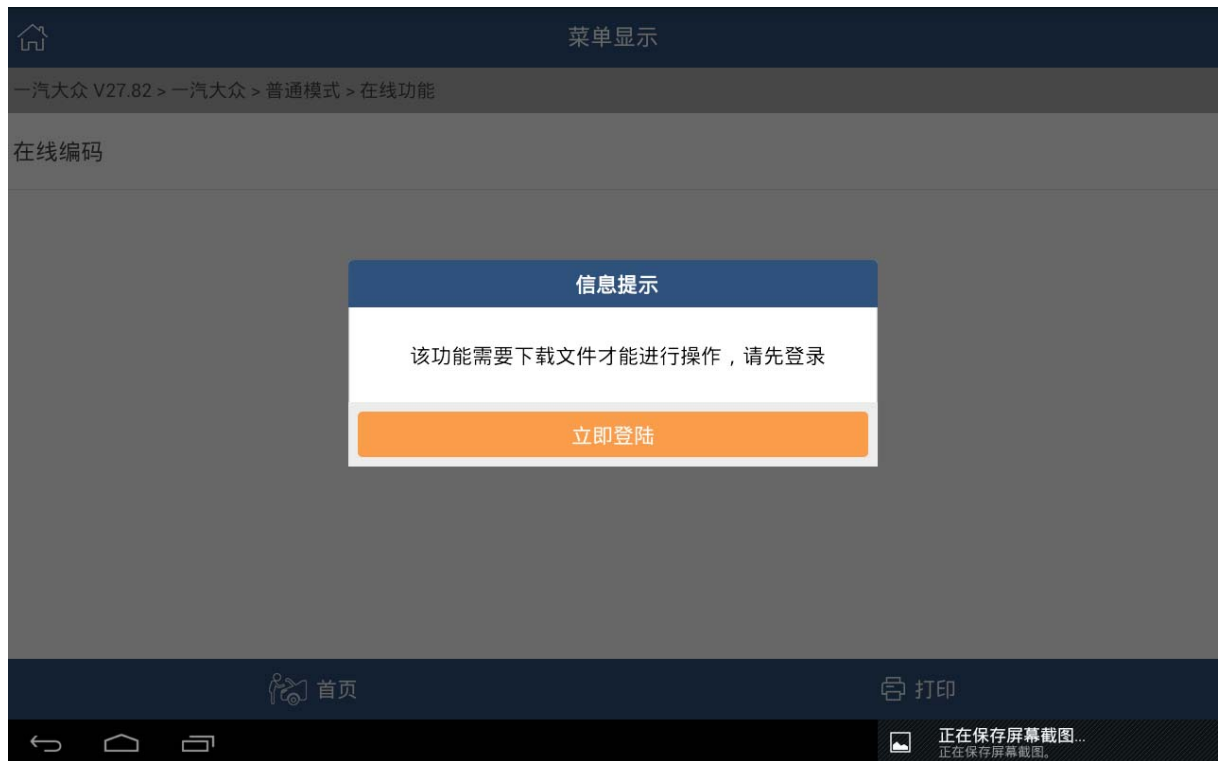 菜单显示
一汽大众 V27.82 > 一汽大众 > 普通模式 > 在线功能
在线编码
信息提示
该功能需要下载文件才能进行操作，请先登录
立即登陆
首页
打印
正在保存屏幕截图...
正在保存屏幕截图。